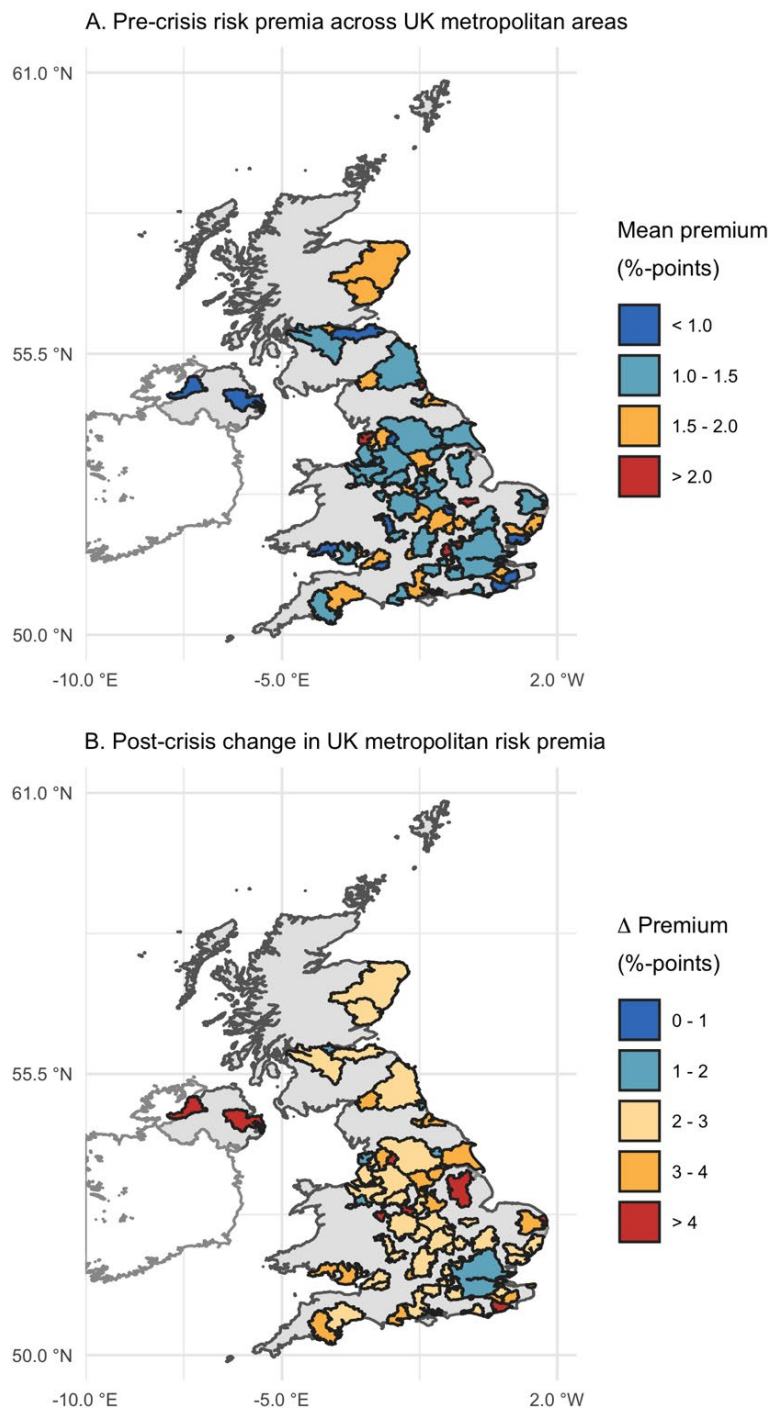 A. Pre-crisis risk premia across UK metropolitan areas
61.0 °N
55.5 °N
50.0 °N
-10.0 °E
-5.0 °E
2.0 °W
Mean premium
(%-points)
< 1.0
1.0 - 1.5
1.5 - 2.0
> 2.0
B. Post-crisis change in UK metropolitan risk premia
61.0 °N
55.5 °N
50.0 °N
-10.0 °E
-5.0 °E
2.0 °W
Δ Premium
(%-points)
0 - 1
1 - 2
2 - 3
3 - 4
> 4